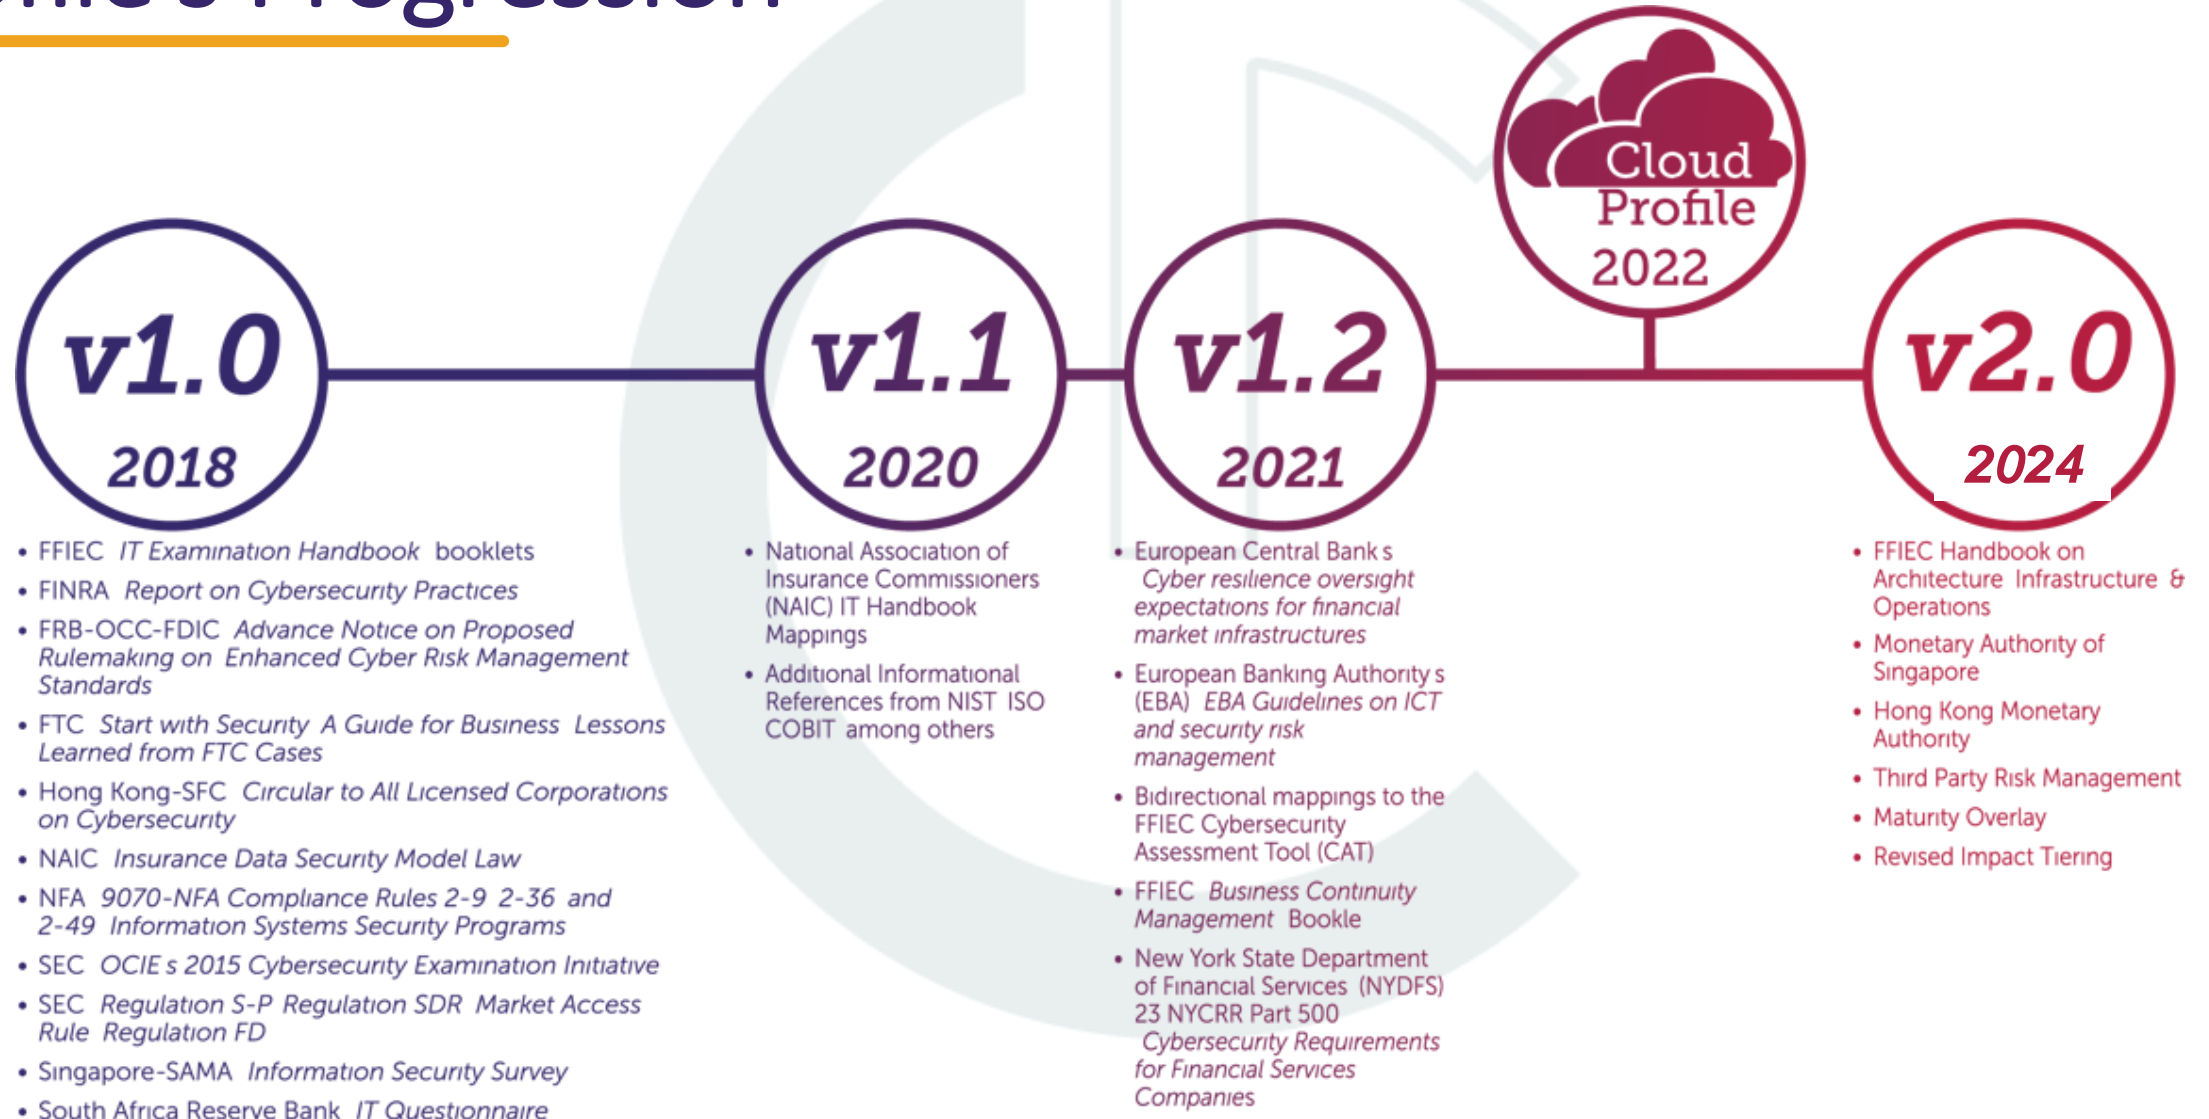 Progression
v1.0
2018
• FFIEC IT Examination Handbook booklets
• FINRA Report on Cybersecurity Practices
• FRB-OCC-FDIC Advance Notice on Proposed
Rulemaking on Enhanced Cyber Risk Management
Standards
• FTC Start with Security A Guide for Business Lessons
Learned from FTC Cases
• Hong Kong-SFC Circular to All Licensed Corporations
on Cybersecurity
• NAIC Insurance Data Security Model Law
• NFA 9070-NFA Compliance Rules 2-9 2-36 and
2-49 Information Systems Security Programs
• SEC OCIE s 2015 Cybersecurity Examination Initiative
• SEC Regulation S-P Regulation SDR Market Access
Rule Regulation FD
• Singapore-SAMA Information Security Survey
• South Africa Reserve Bank IT Questionnaire
v1.1
2020
• National Association of
Insurance Commissioners
(NAIC) IT Handbook
Mappings
• Additional Informational
References from NIST ISO
COBIT among others
v1.2
2021
• European Central Bank s
Cyber resilience oversight
expectations for financial
market infrastructures
• European Banking Authority s
(EBA) EBA Guidelines on ICT
and security risk
management
• Bidirectional mappings to the
FFIEC Cybersecurity
Assessment Tool (CAT)
• FFIEC Business Continuity
Management Bookle
• New York State Department
of Financial Services (NYDFS)
23 NYCRR Part 500
Cybersecurity Requirements
for Financial Services
Companies
Cloud
Profile
2022
v2.0
2024
• FFIEC Handbook on
Architecture Infrastructure &
Operations
• Monetary Authority of
Singapore
• Hong Kong Monetary
Authority
• Third Party Risk Management
• Maturity Overlay
• Revised Impact Tiering